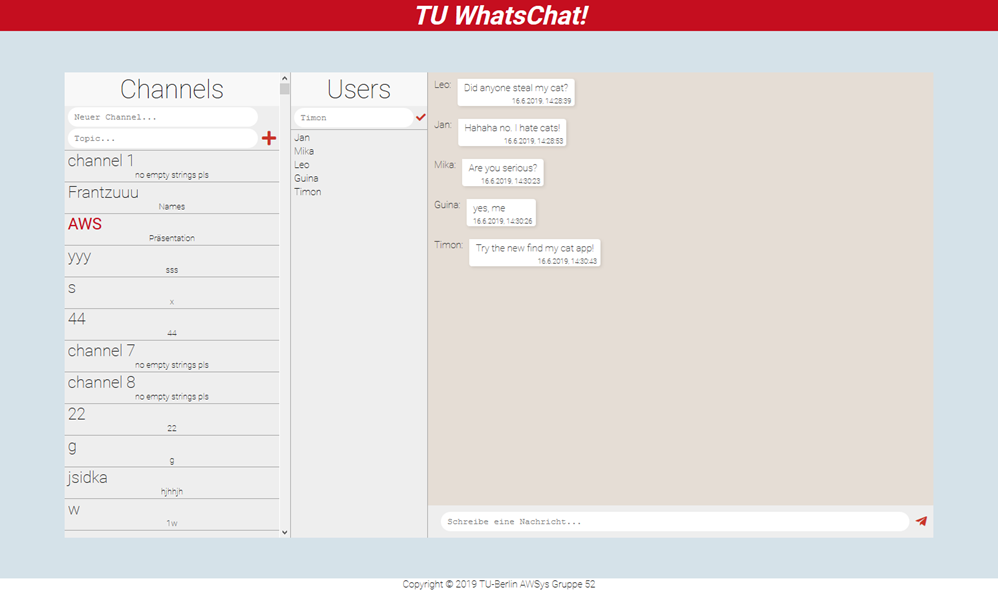 TU WhatsChat!
Channels
Neuer Channel...
Topic...
channel 1
no empty strings pls
Frantzuuu
Names
AWS
Präsentation
yyy
sss
s
x
44
44
channel 7
no empty strings pls
channel 8
no empty strings pls
22
22
g
g
jsidka
hjhhjh
w
1w
Users
Timon
Jan
Mika
Leo
Guina
Timon
Leo: Did anyone steal my cat?
16.6.2019, 14:28:39
Jan: Hahaha no. I hate cats!
16.6.2019, 14:28:53
Mika: Are you serious?
16.6.2019, 14:30:23
Guina: yes, me
16.6.2019, 14:30:26
Timon: Try the new find my cat app!
16.6.2019, 14:30:43
Schreibe eine Nachricht...
Copyright © 2019 TU-Berlin AWSys Gruppe 52